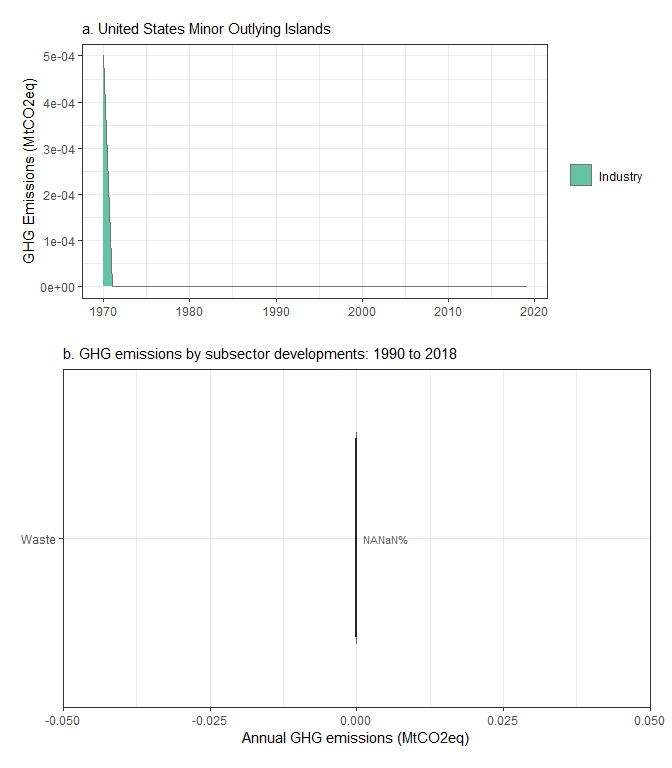 a. United States Minor Outlying Islands
GHG Emissions (MtCO2eq)
5e-04
4e-04
3e-04
2e-04
1e-04
0e+00
1970 1980 1990 2000 2010 2020
Industry
b. GHG emissions by subsector developments: 1990 to 2018
Waste
NANaN%
-0.050 -0.025 0.000 0.025 0.050
Annual GHG emissions (MtCO2eq)